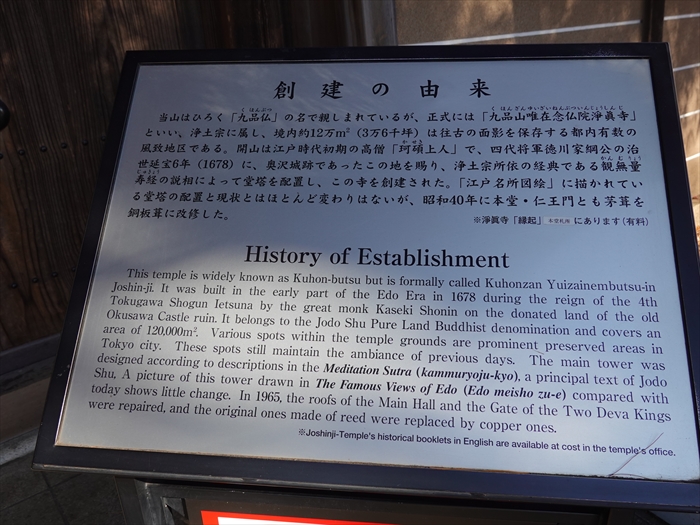 創建の由来
当山はひろく「九品仏」の名で親しまれているが、正式には「九品山唯在念仏院淨眞寺」
といい、浄土宗に属し、境内約12万m²（3万6千坪）は往古の面影を保存する都内有数の
風致地区である。開山は江戸時代初期の高僧「珂碩上人」で、四代将軍徳川家綱公の治
世延宝6年（1678）に、奥沢城跡であったこの地を賜り、浄土宗所依の経典である観無量
寿経の説相によって堂塔を配置し、この寺を創建された。「江戸名所図絵」に描かれてい
る堂塔の配置と現状とはほとんど変わりはないが、昭和40年に本堂・仁王門とも茅葺を
銅板葺に改修した。
※淨眞寺「縁起」 本堂札所 にあります（有料）
History of Establishment
This temple is widely known as Kuhon-butsu but is formally called Kuhonzan Yuizainembutsu-in
Joshin-ji. It was built in the early part of the Edo Era in 1678 during the reign of the 4th
Tokugawa Shogun Ietsuna by the great monk Kaseki Shonin on the donated land of the old
Okusawa Castle ruin. It belongs to the Jodo Shu Pure Land Buddhist denomination and covers an
area of 120,000m². Various spots within the temple grounds are prominent preserved areas in
Tokyo city. These spots still maintain the ambiance of previous days. The main tower was
designed according to descriptions in the Meditation Sutra (kammuryoju-kyo), a principal text of Jodo
Shu. A picture of this tower drawn in The Famous Views of Edo (Edo meisho zu-e) compared with
today shows little change. In 1965, the roofs of the Main Hall and the Gate of the Two Deva Kings
were repaired, and the original ones made of reed were replaced by copper ones.
※Joshinji-Temple's historical booklets in English are available at cost in the temple's office.